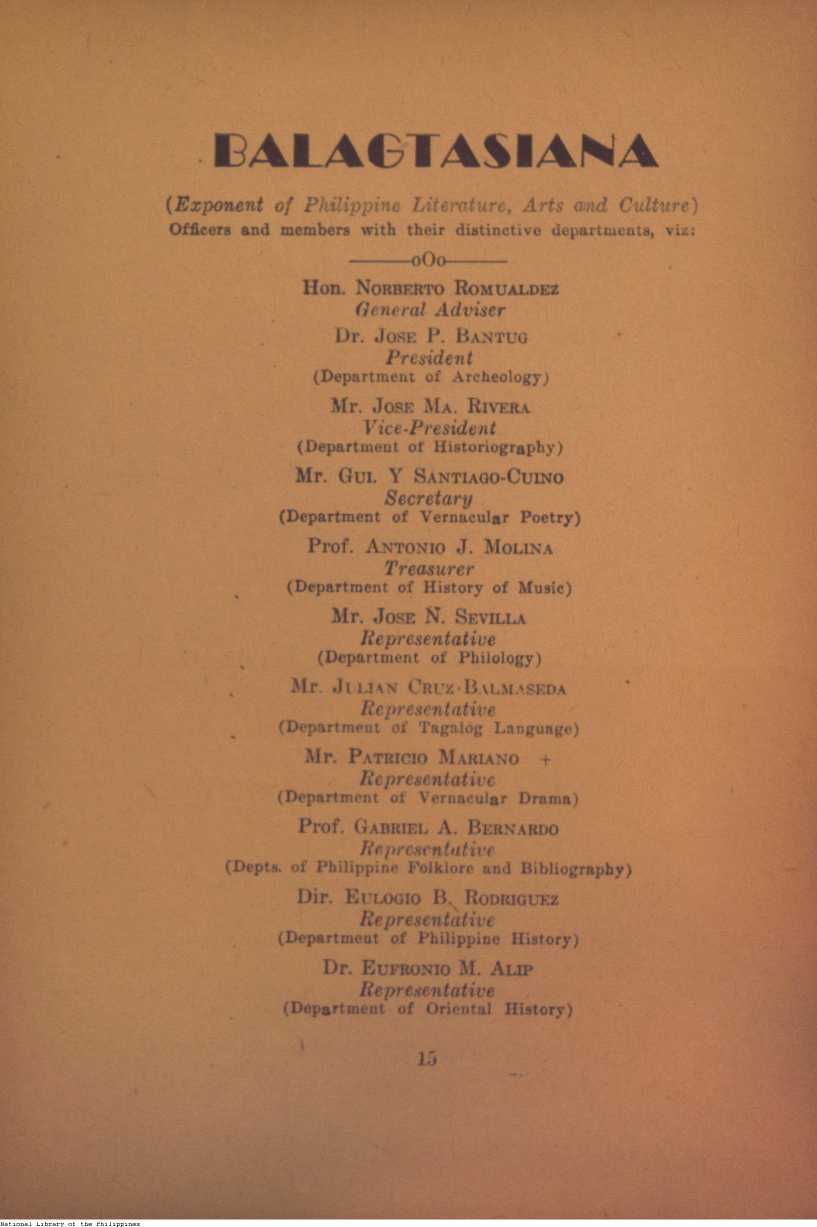 BALAGTASIANA
(Exponent of Philippine Literature, Arts and Culture)
Officers and members with their distinctive departments, viz:
———oOo———
Hon. NORBERTO ROMUALDEZ
General Adviser
Dr. JOSE P. BANTUG
President
(Department of Archeology)
Mr. JOSE MA. RIVERA
Vice-President
(Department of Historiography)
Mr. GUI. Y SANTIAGO-CUINO
Secretary
(Department of Vernacular Poetry)
Prof. ANTONIO J. MOLINA
Treasurer
(Department of History of Music)
Mr. JOSE N. SEVILLA
Representative
(Department of Philology)
Mr. JULIAN CRUZ-BALMASEDA
Representative
(Department of Tagalog Language)
Mr. PATRICIO MARIANO +
Representative
(Department of Vernacular Drama)
Prof. GABRIEL A. BERNARDO
Representative
(Depts. of Philippine Folklore and Bibliography)
Dir. EULOGIO B. RODRIGUEZ
Representative
(Department of Philippine History)
Dr. EUFRONIO M. ALIP
Representative
(Department of Oriental History)
15
National Library of the Philippines